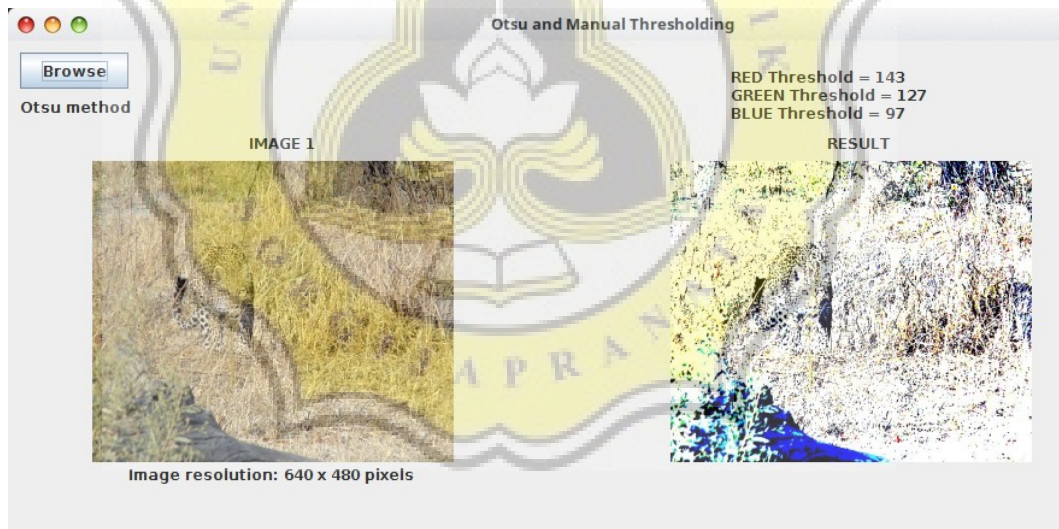 Otsu and Manual Thresholding
Browse
Otsu method
RED Threshold = 143
GREEN Threshold = 127
BLUE Threshold = 97
IMAGE 1
RESULT
Image resolution: 640 x 480 pixels